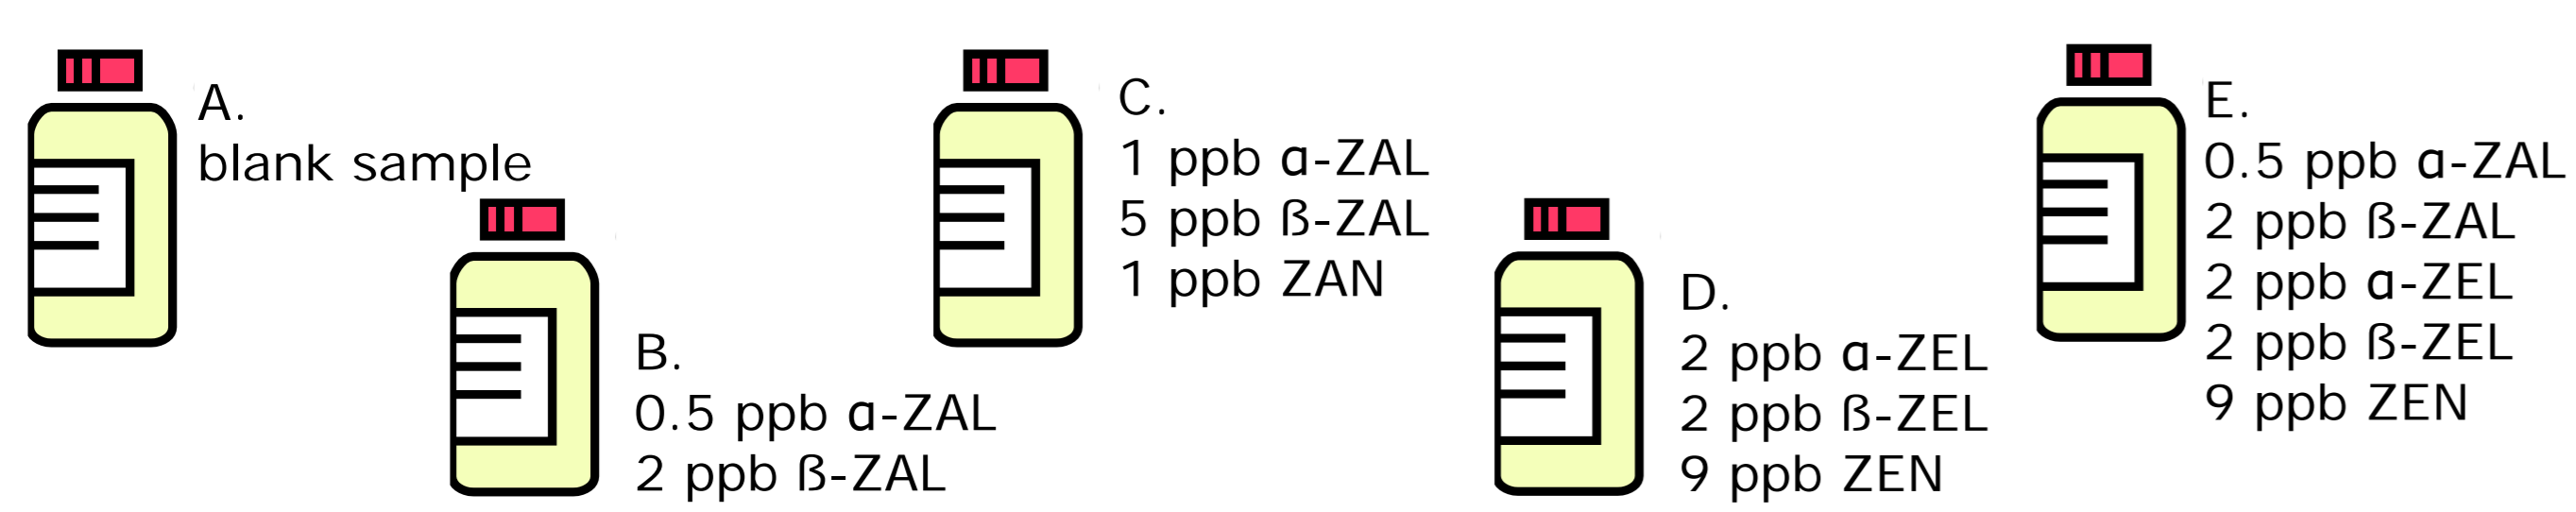 A.
blank sample
B.
0.5 ppb ɑ-ZAL
2 ppb ß-ZAL
C.
1 ppb ɑ-ZAL
5 ppb ß-ZAL
1 ppb ZAN
D.
2 ppb ɑ-ZEL
2 ppb ß-ZEL
9 ppb ZEN
E.
0.5 ppb ɑ-ZAL
2 ppb ß-ZAL
2 ppb ɑ-ZEL
2 ppb ß-ZEL
9 ppb ZEN